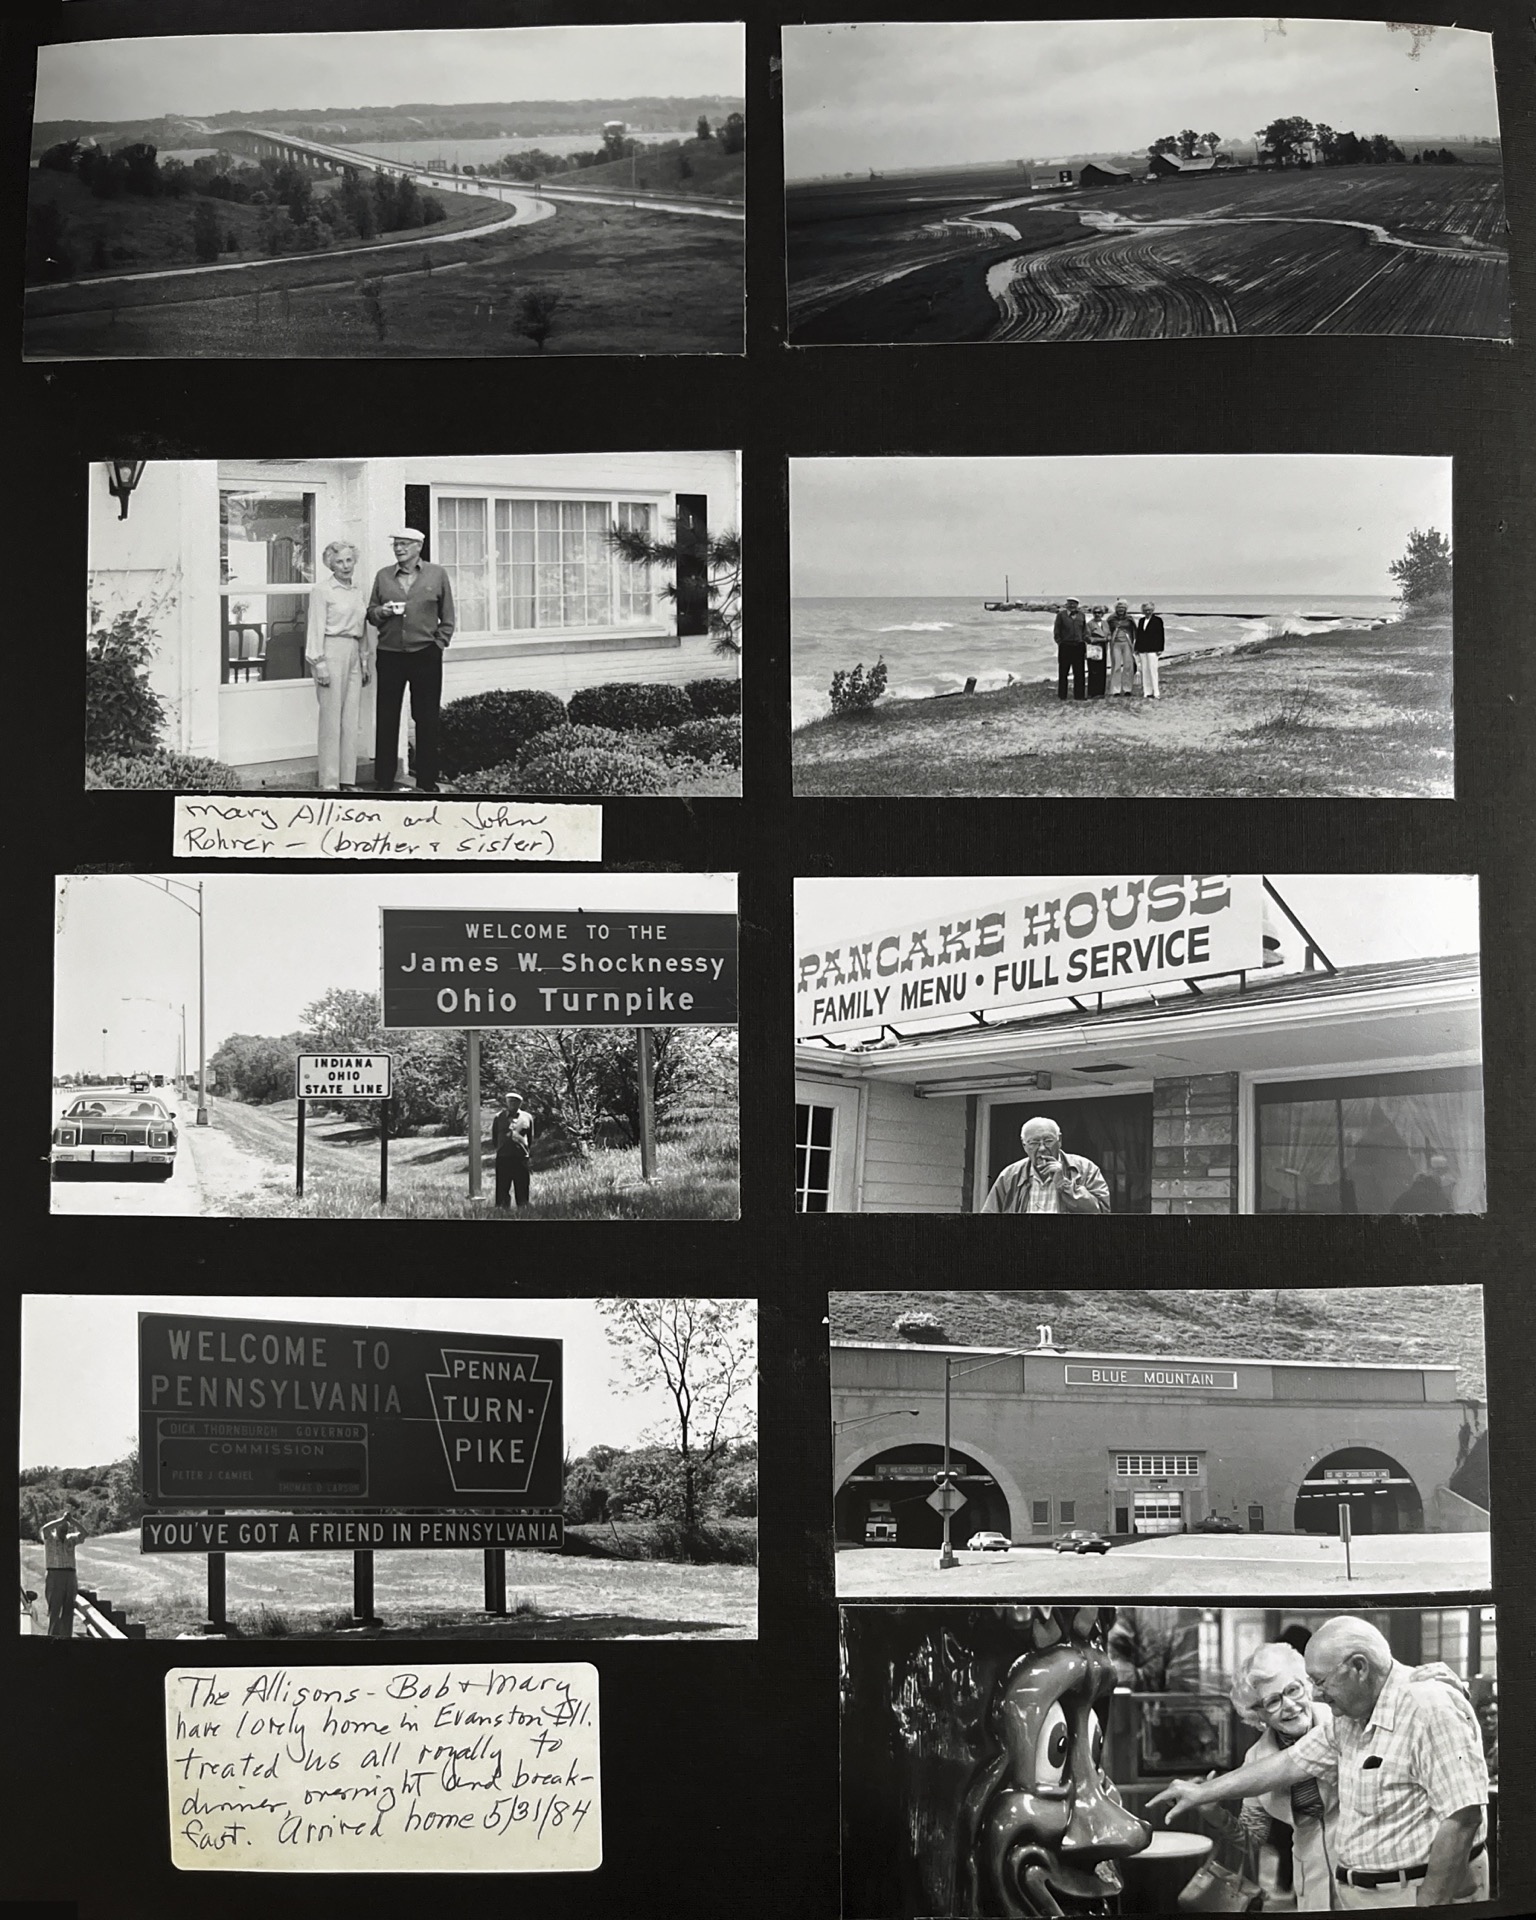 Mary Allison and John
Rohrer - (brother & sister)
WELCOME TO THE
James W. Shocknessy
Ohio Turnpike
INDIANA
OHIO
STATE LINE
PANCAKE HOUSE
FAMILY MENU • FULL SERVICE
WELCOME TO
PENNSYLVANIA
DICK THORNBURGH GOVERNOR
COMMISSION
PETER J CAMIEL
THOMAS D. LARSON
PENNA
TURN-
PIKE
YOU'VE GOT A FRIEND IN PENNSYLVANIA
BLUE MOUNTAIN
The Allisons - Bob & Mary
have lovely home in Evanston Ill.
treated us all royally to
dinner, overnight and break-
fast. Arrived home 5/31/84